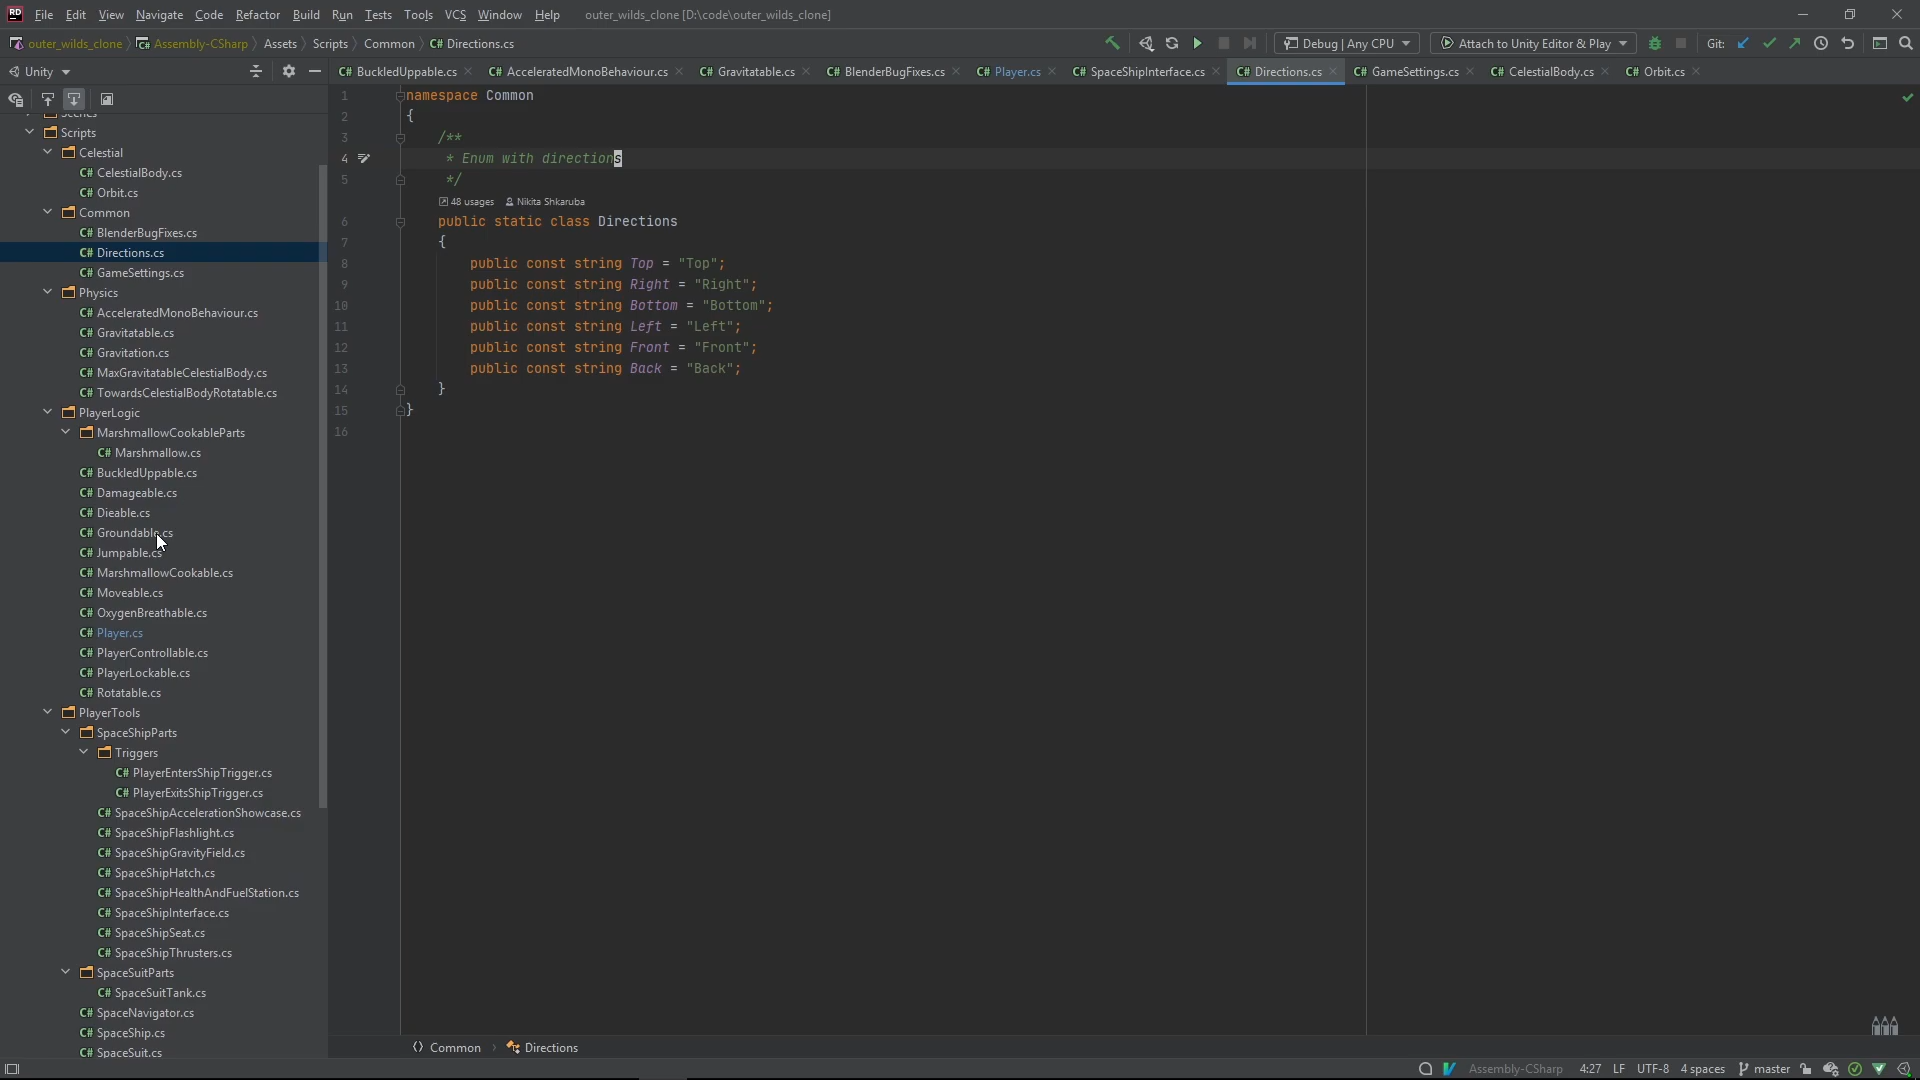 RD File Edit View Navigate Code Refactor Build Run Tests Tools VCS Window Help outer_wilds_clone [D:\code\outer_wilds_clone]
outer_wilds_clone Assembly-CSharp Assets Scripts Common C# Directions.cs Debug | Any CPU Attach to Unity Editor & Play Git:
Unity
C# BuckledUppable.cs C# AcceleratedMonoBehaviour.cs C# Gravitatable.cs C# BlenderBugFixes.cs C# Player.cs C# SpaceShipInterface.cs C# Directions.cs C# GameSettings.cs C# CelestialBody.cs C# Orbit.cs
Scenes
Scripts
Celestial
C# CelestialBody.cs
C# Orbit.cs
Common
C# BlenderBugFixes.cs
C# Directions.cs
C# GameSettings.cs
Physics
C# AcceleratedMonoBehaviour.cs
C# Gravitatable.cs
C# Gravitation.cs
C# MaxGravitatableCelestialBody.cs
C# TowardsCelestialBodyRotatable.cs
PlayerLogic
MarshmallowCookableParts
C# Marshmallow.cs
C# BuckledUppable.cs
C# Damageable.cs
C# Dieable.cs
C# Groundable.cs
C# Jumpable.cs
C# MarshmallowCookable.cs
C# Moveable.cs
C# OxygenBreathable.cs
C# Player.cs
C# PlayerControllable.cs
C# PlayerLockable.cs
C# Rotatable.cs
PlayerTools
SpaceShipParts
Triggers
C# PlayerEntersShipTrigger.cs
C# PlayerExitsShipTrigger.cs
C# SpaceShipAccelerationShowcase.cs
C# SpaceShipFlashlight.cs
C# SpaceShipGravityField.cs
C# SpaceShipHatch.cs
C# SpaceShipHealthAndFuelStation.cs
C# SpaceShipInterface.cs
C# SpaceShipSeat.cs
C# SpaceShipThrusters.cs
SpaceSuitParts
C# SpaceSuitTank.cs
C# SpaceNavigator.cs
C# SpaceShip.cs
C# SpaceSuit.cs
1 namespace Common
2 {
3 /**
4 * Enum with directions
5 */
48 usages Nikita Shkaruba
6 public static class Directions
7 {
8 public const string Top = "Top";
9 public const string Right = "Right";
10 public const string Bottom = "Bottom";
11 public const string Left = "Left";
12 public const string Front = "Front";
13 public const string Back = "Back";
14 }
15 }
16
Common Directions
Assembly-CSharp 4:27 LF UTF-8 4 spaces master